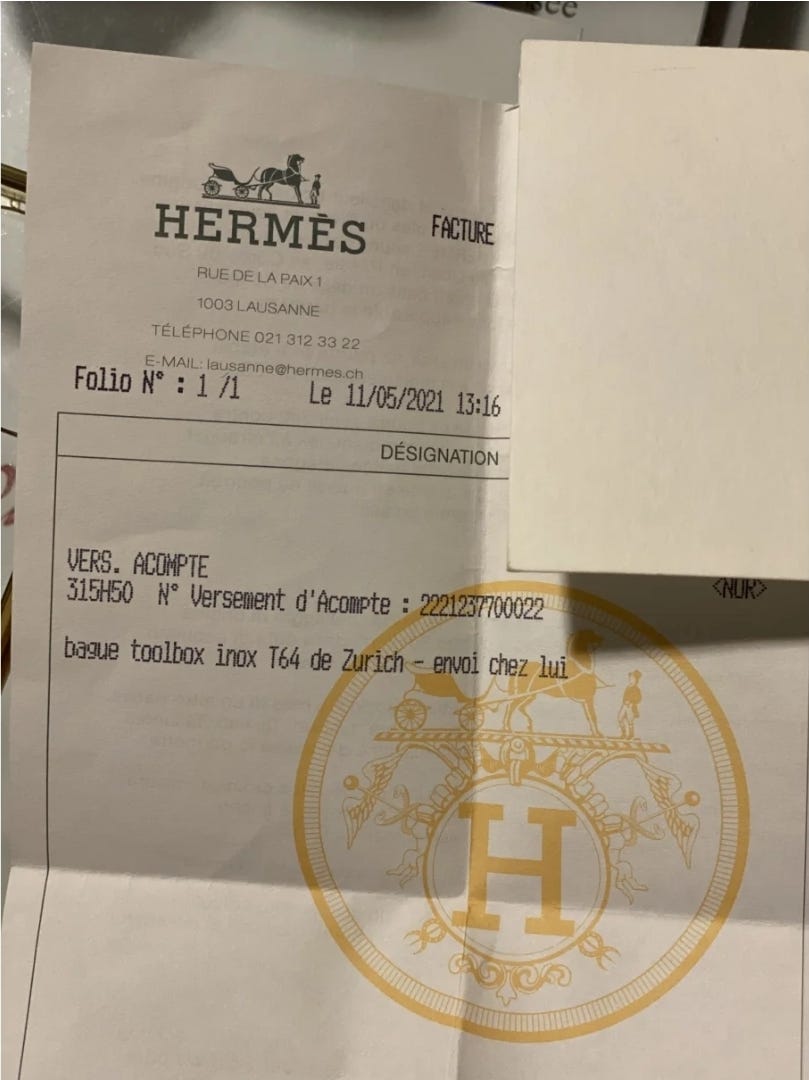 HERMÈS
FACTURE
RUE DE LA PAIX 1
1003 LAUSANNE
TÉLÉPHONE 021 312 33 22
E-MAIL: lausanne@hermes.ch
Folio N° : 1 /1 Le 11/05/2021 13:16
DÉSIGNATION
VERS. ACOMPTE
<NOR>
315H50 N° Versement d'Acompte : 2221237700022
bague toolbox inox T64 de Zurich - envoi chez lui
H